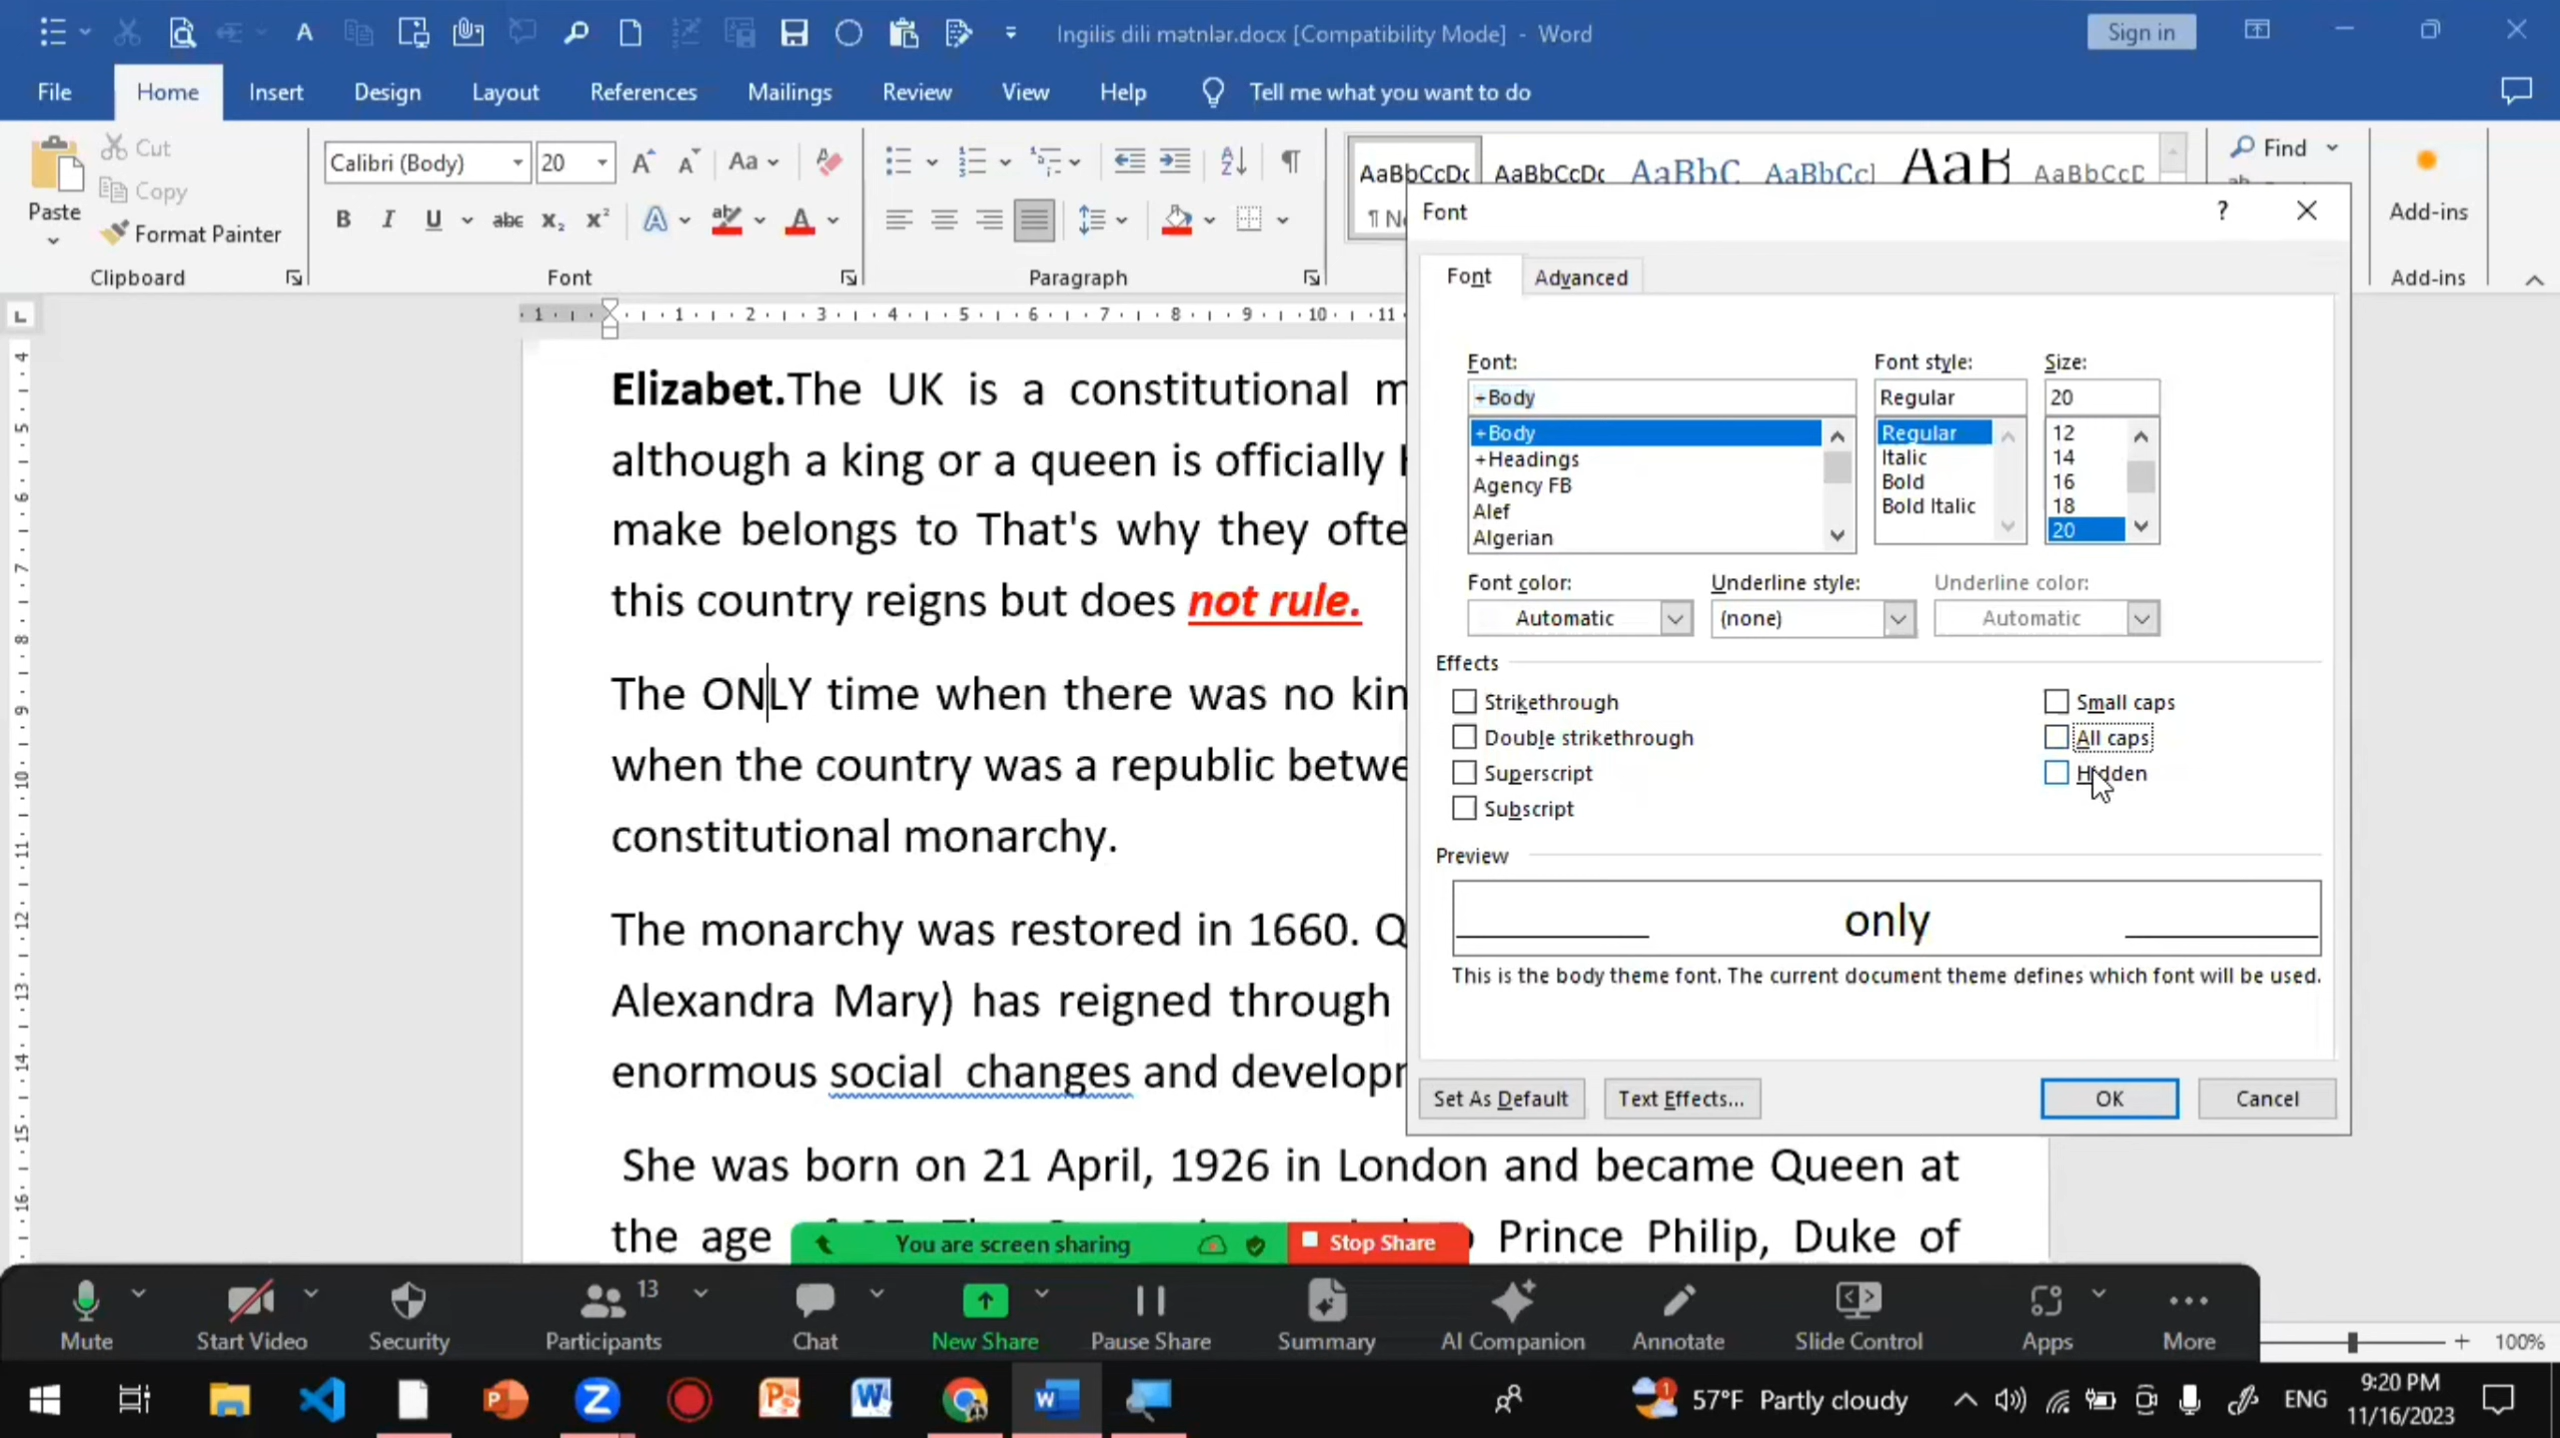 Ingilis dili mətnlər.docx [Compatibility Mode] - Word
Sign in
File Home Insert Design Layout References Mailings Review View Help Tell me what you want to do
Paste
Cut
Copy
Format Painter
Clipboard
Calibri (Body) 20
Font
Paragraph
AaBbCcDc AaBbCcDc AaBbC AaBbCc AaB AaBbCcC
Find
Add-ins
Add-ins
Font
Font Advanced
Font: Font style: Size:
+Body Regular 20
+Body Regular 12
+Headings Italic 14
Agency FB Bold 16
Alef Bold Italic 18
Algerian 20
Font color: Underline style: Underline color:
Automatic (none) Automatic
Effects
Strikethrough Small caps
Double strikethrough All caps
Superscript Hidden
Subscript
Preview
only
This is the body theme font. The current document theme defines which font will be used.
Set As Default Text Effects... OK Cancel
Elizabet.The UK is a constitutional
although a king or a queen is officially
make belongs to That's why they ofte
this country reigns but does not rule.
The ONLY time when there was no kin
when the country was a republic betwe
constitutional monarchy.
The monarchy was restored in 1660. Q
Alexandra Mary) has reigned through
enormous social changes and develop
She was born on 21 April, 1926 in London and became Queen at
the age Prince Philip, Duke of
You are screen sharing Stop Share
Mute Start Video Security Participants 13 Chat New Share Pause Share Summary AI Companion Annotate Slide Control Apps More
100%
57°F Partly cloudy ENG 9:20 PM
11/16/2023